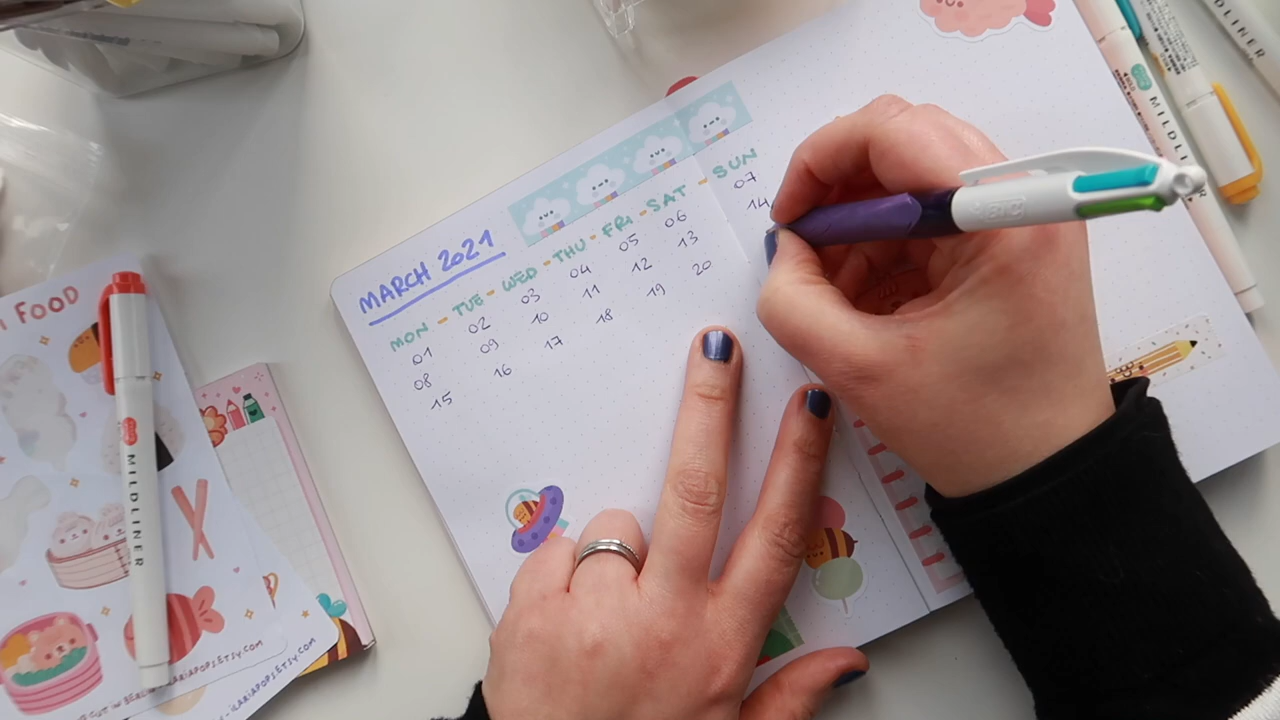 MARCH 2021
MON - TUE - WED - THU - FRI - SAT - SUN
01 02 03 04 05 06 07
08 09 10 11 12 13 14
15 16 17 18 19 20
FOOD
MILDLINER
MILDLINER
BIC